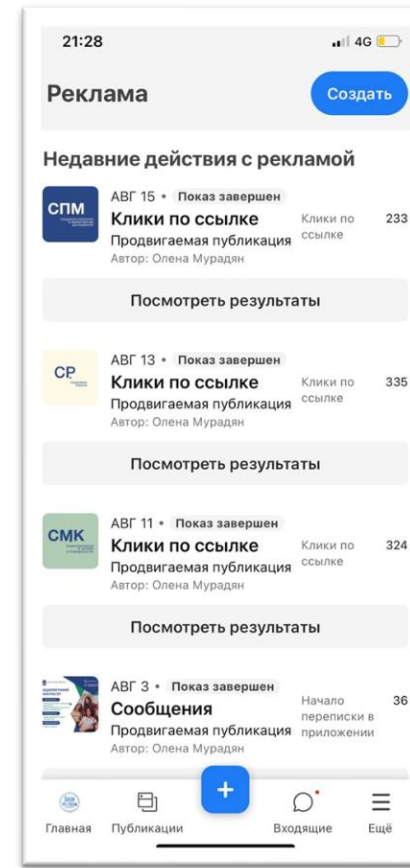 21:28
4G
Реклама
Создать
Недавние действия с рекламой
СПМ
АВГ 15 • Показ завершен
Клики по ссылке
Продвигаемая публикация
Автор: Олена Мурадян
Клики по
ссылке
233
Посмотреть результаты
СР
АВГ 13 • Показ завершен
Клики по ссылке
Продвигаемая публикация
Автор: Олена Мурадян
Клики по
ссылке
335
Посмотреть результаты
СМК
АВГ 11 • Показ завершен
Клики по ссылке
Продвигаемая публикация
Автор: Олена Мурадян
Клики по
ссылке
324
Посмотреть результаты
АВГ 3 • Показ завершен
Сообщения
Продвигаемая публикация
Автор: Олена Мурадян
Начало
переписки в
приложении
36
Главная
Публикации
Входящие
Ещё